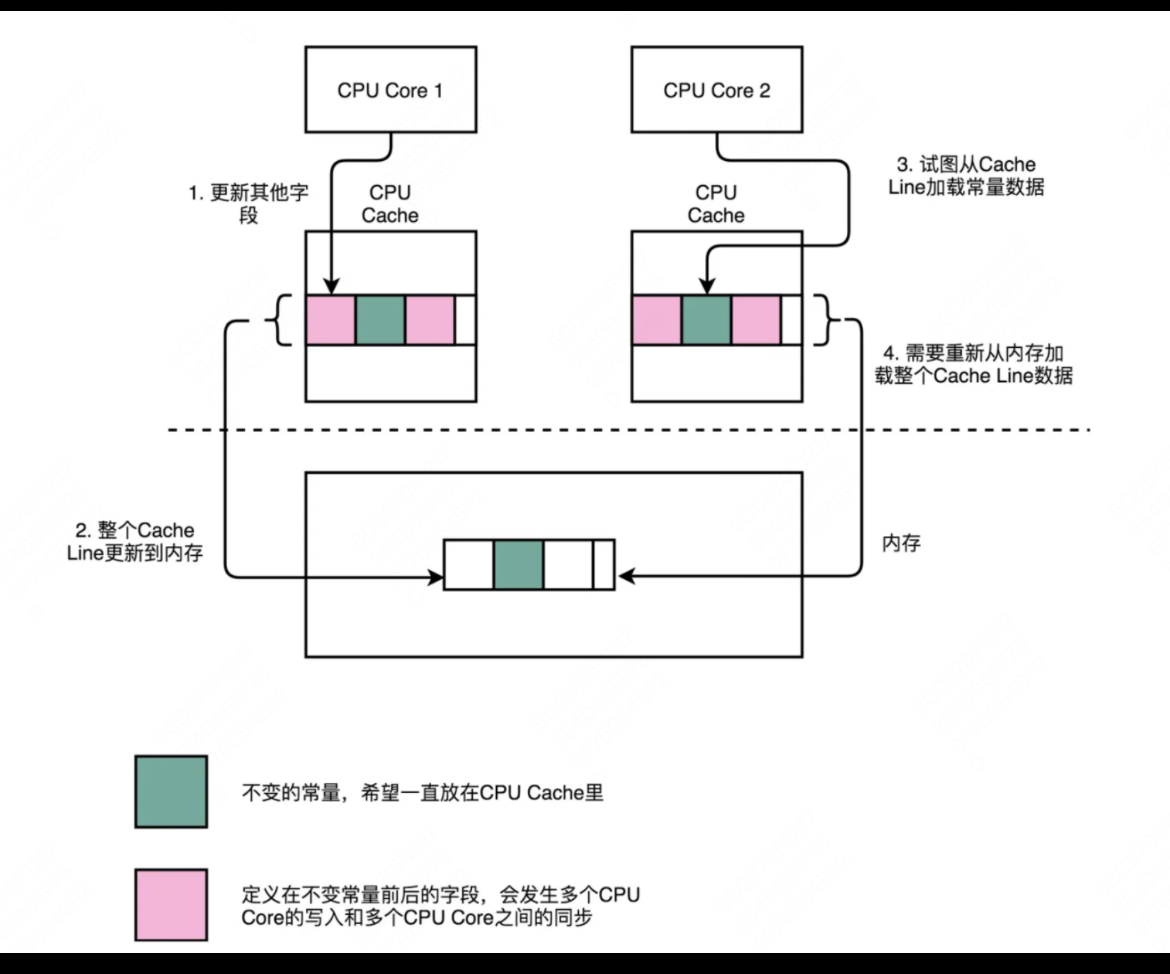 CPU Core 1
CPU Core 2
1. 更新其他字
段
CPU
Cache
CPU
Cache
3. 试图从Cache
Line加载常量数据
4. 需要重新从内存加
载整个Cache Line数据
2. 整个Cache
Line更新到内存
内存
不变的常量，希望一直放在CPU Cache里
定义在不变常量前后的字段，会发生多个CPU
Core的写入和多个CPU Core之间的同步